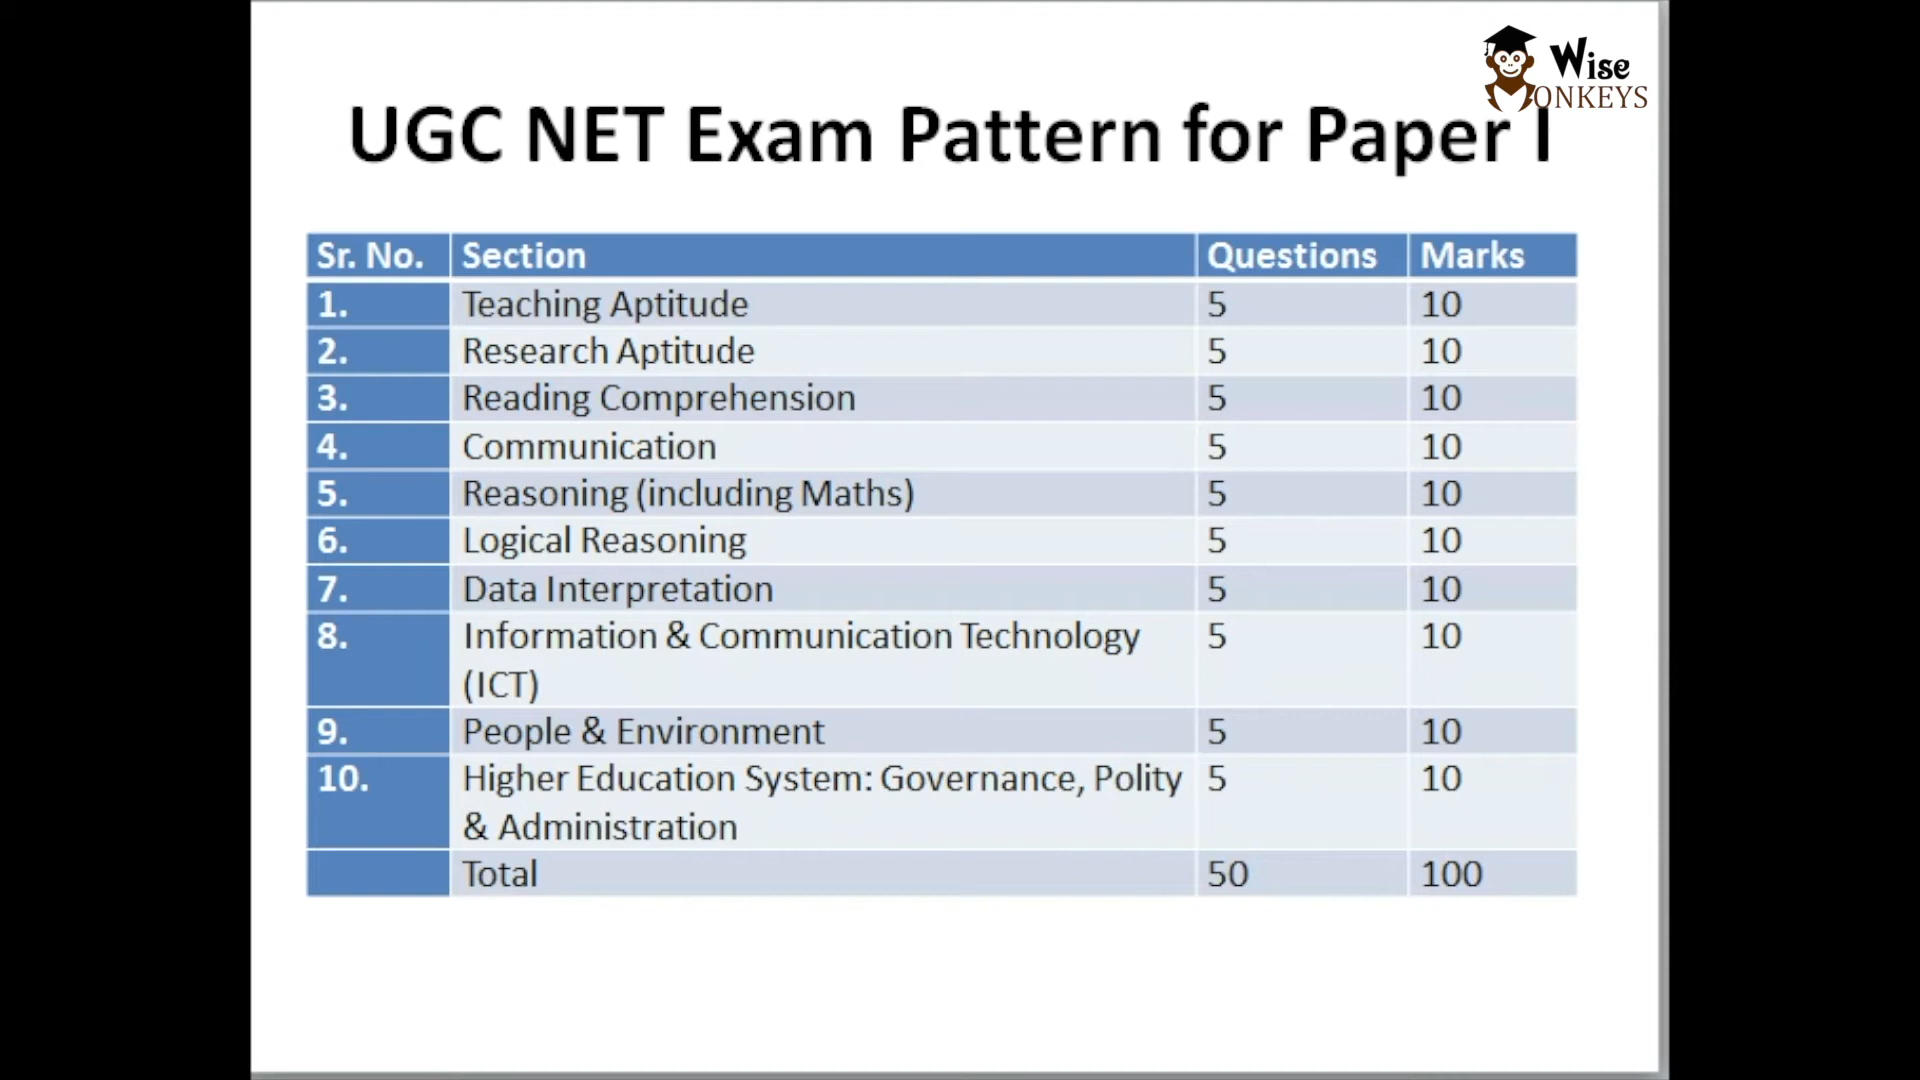 Wise
MONKEYS
UGC NET Exam Pattern for Paper I
Sr. No. Section Questions Marks
1. Teaching Aptitude 5 10
2. Research Aptitude 5 10
3. Reading Comprehension 5 10
4. Communication 5 10
5. Reasoning (including Maths) 5 10
6. Logical Reasoning 5 10
7. Data Interpretation 5 10
8. Information & Communication Technology 5 10
(ICT)
9. People & Environment 5 10
10. Higher Education System: Governance, Polity 5 10
& Administration
Total 50 100